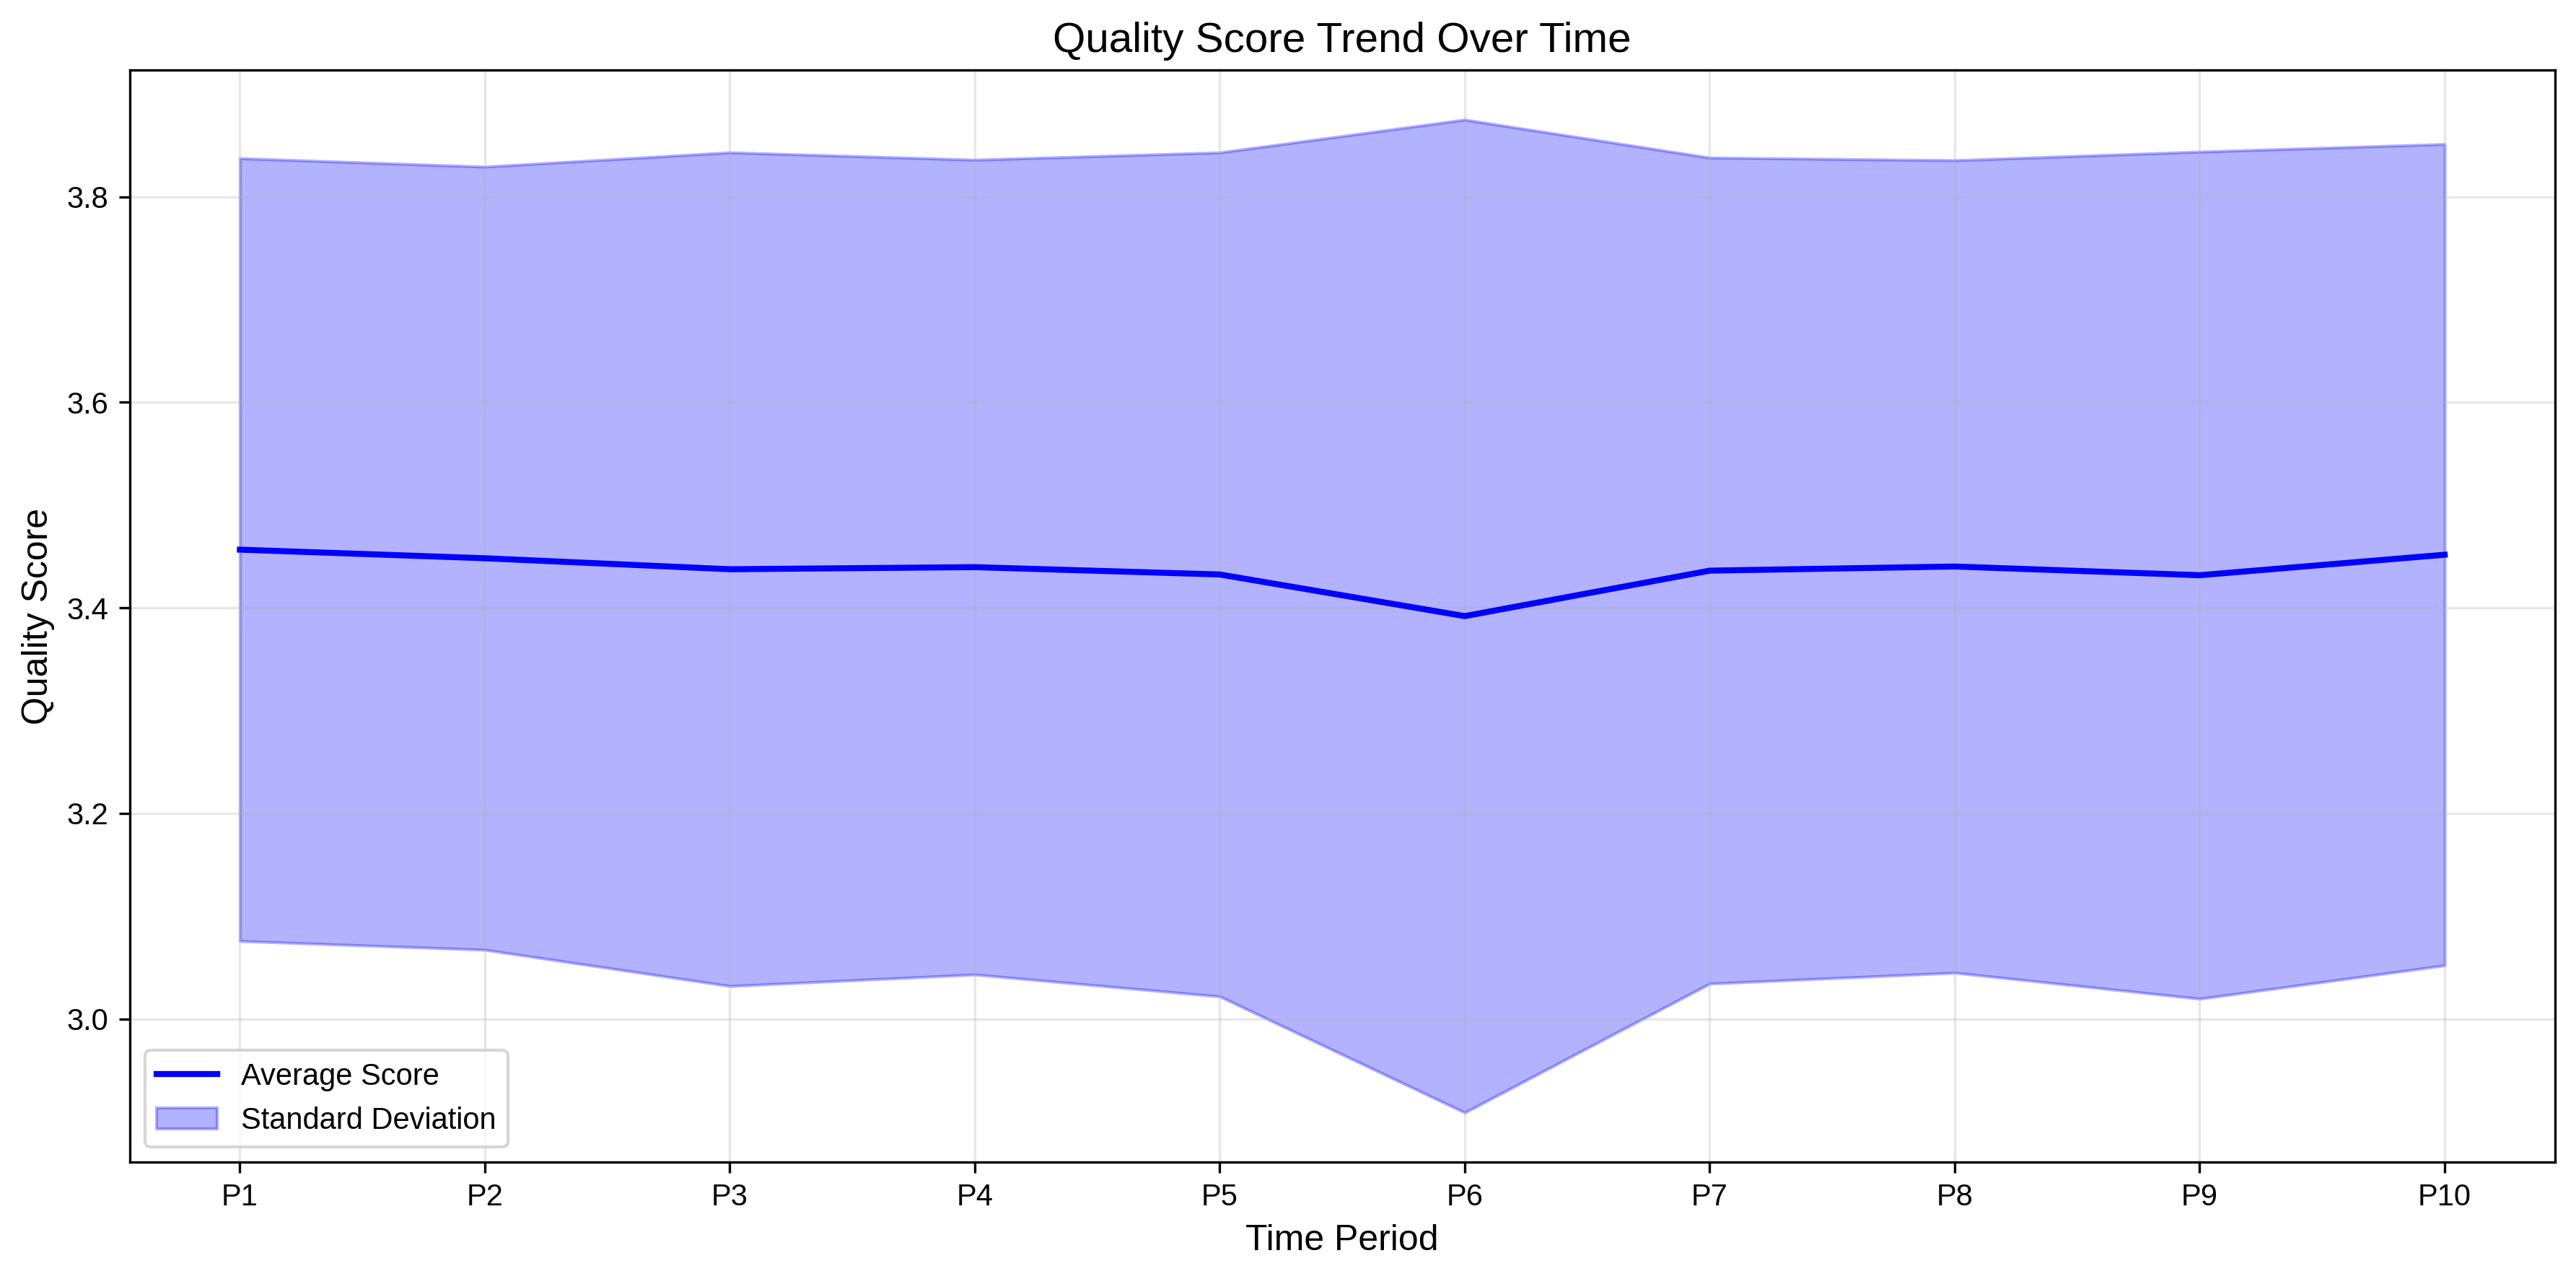 Quality Score Trend Over Time
Quality Score
3.8
3.6
3.4
3.2
3.0
Average Score
Standard Deviation
P1 P2 P3 P4 P5 P6 P7 P8 P9 P10
Time Period